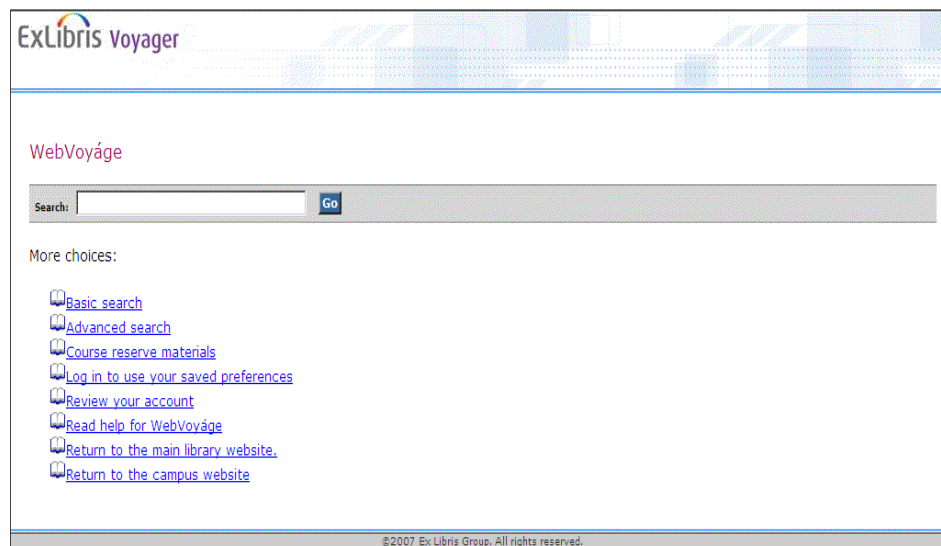 ExLibris Voyager
WebVoyáge
Search:
Go
More choices:
Basic search
Advanced search
Course reserve materials
Log in to use your saved preferences
Review your account
Read help for WebVoyáge
Return to the main library website.
Return to the campus website
©2007 Ex Libris Group. All rights reserved.